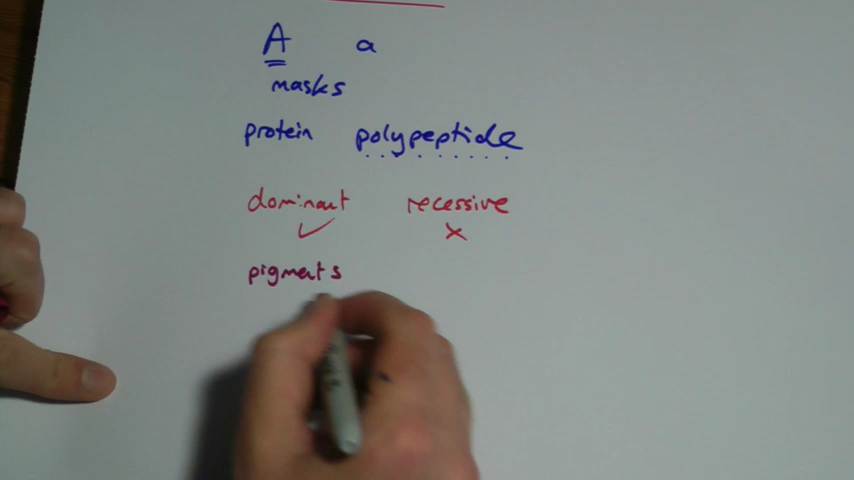 A a
masks
protein polypeptide
dominant recessive
✓ x
pigments